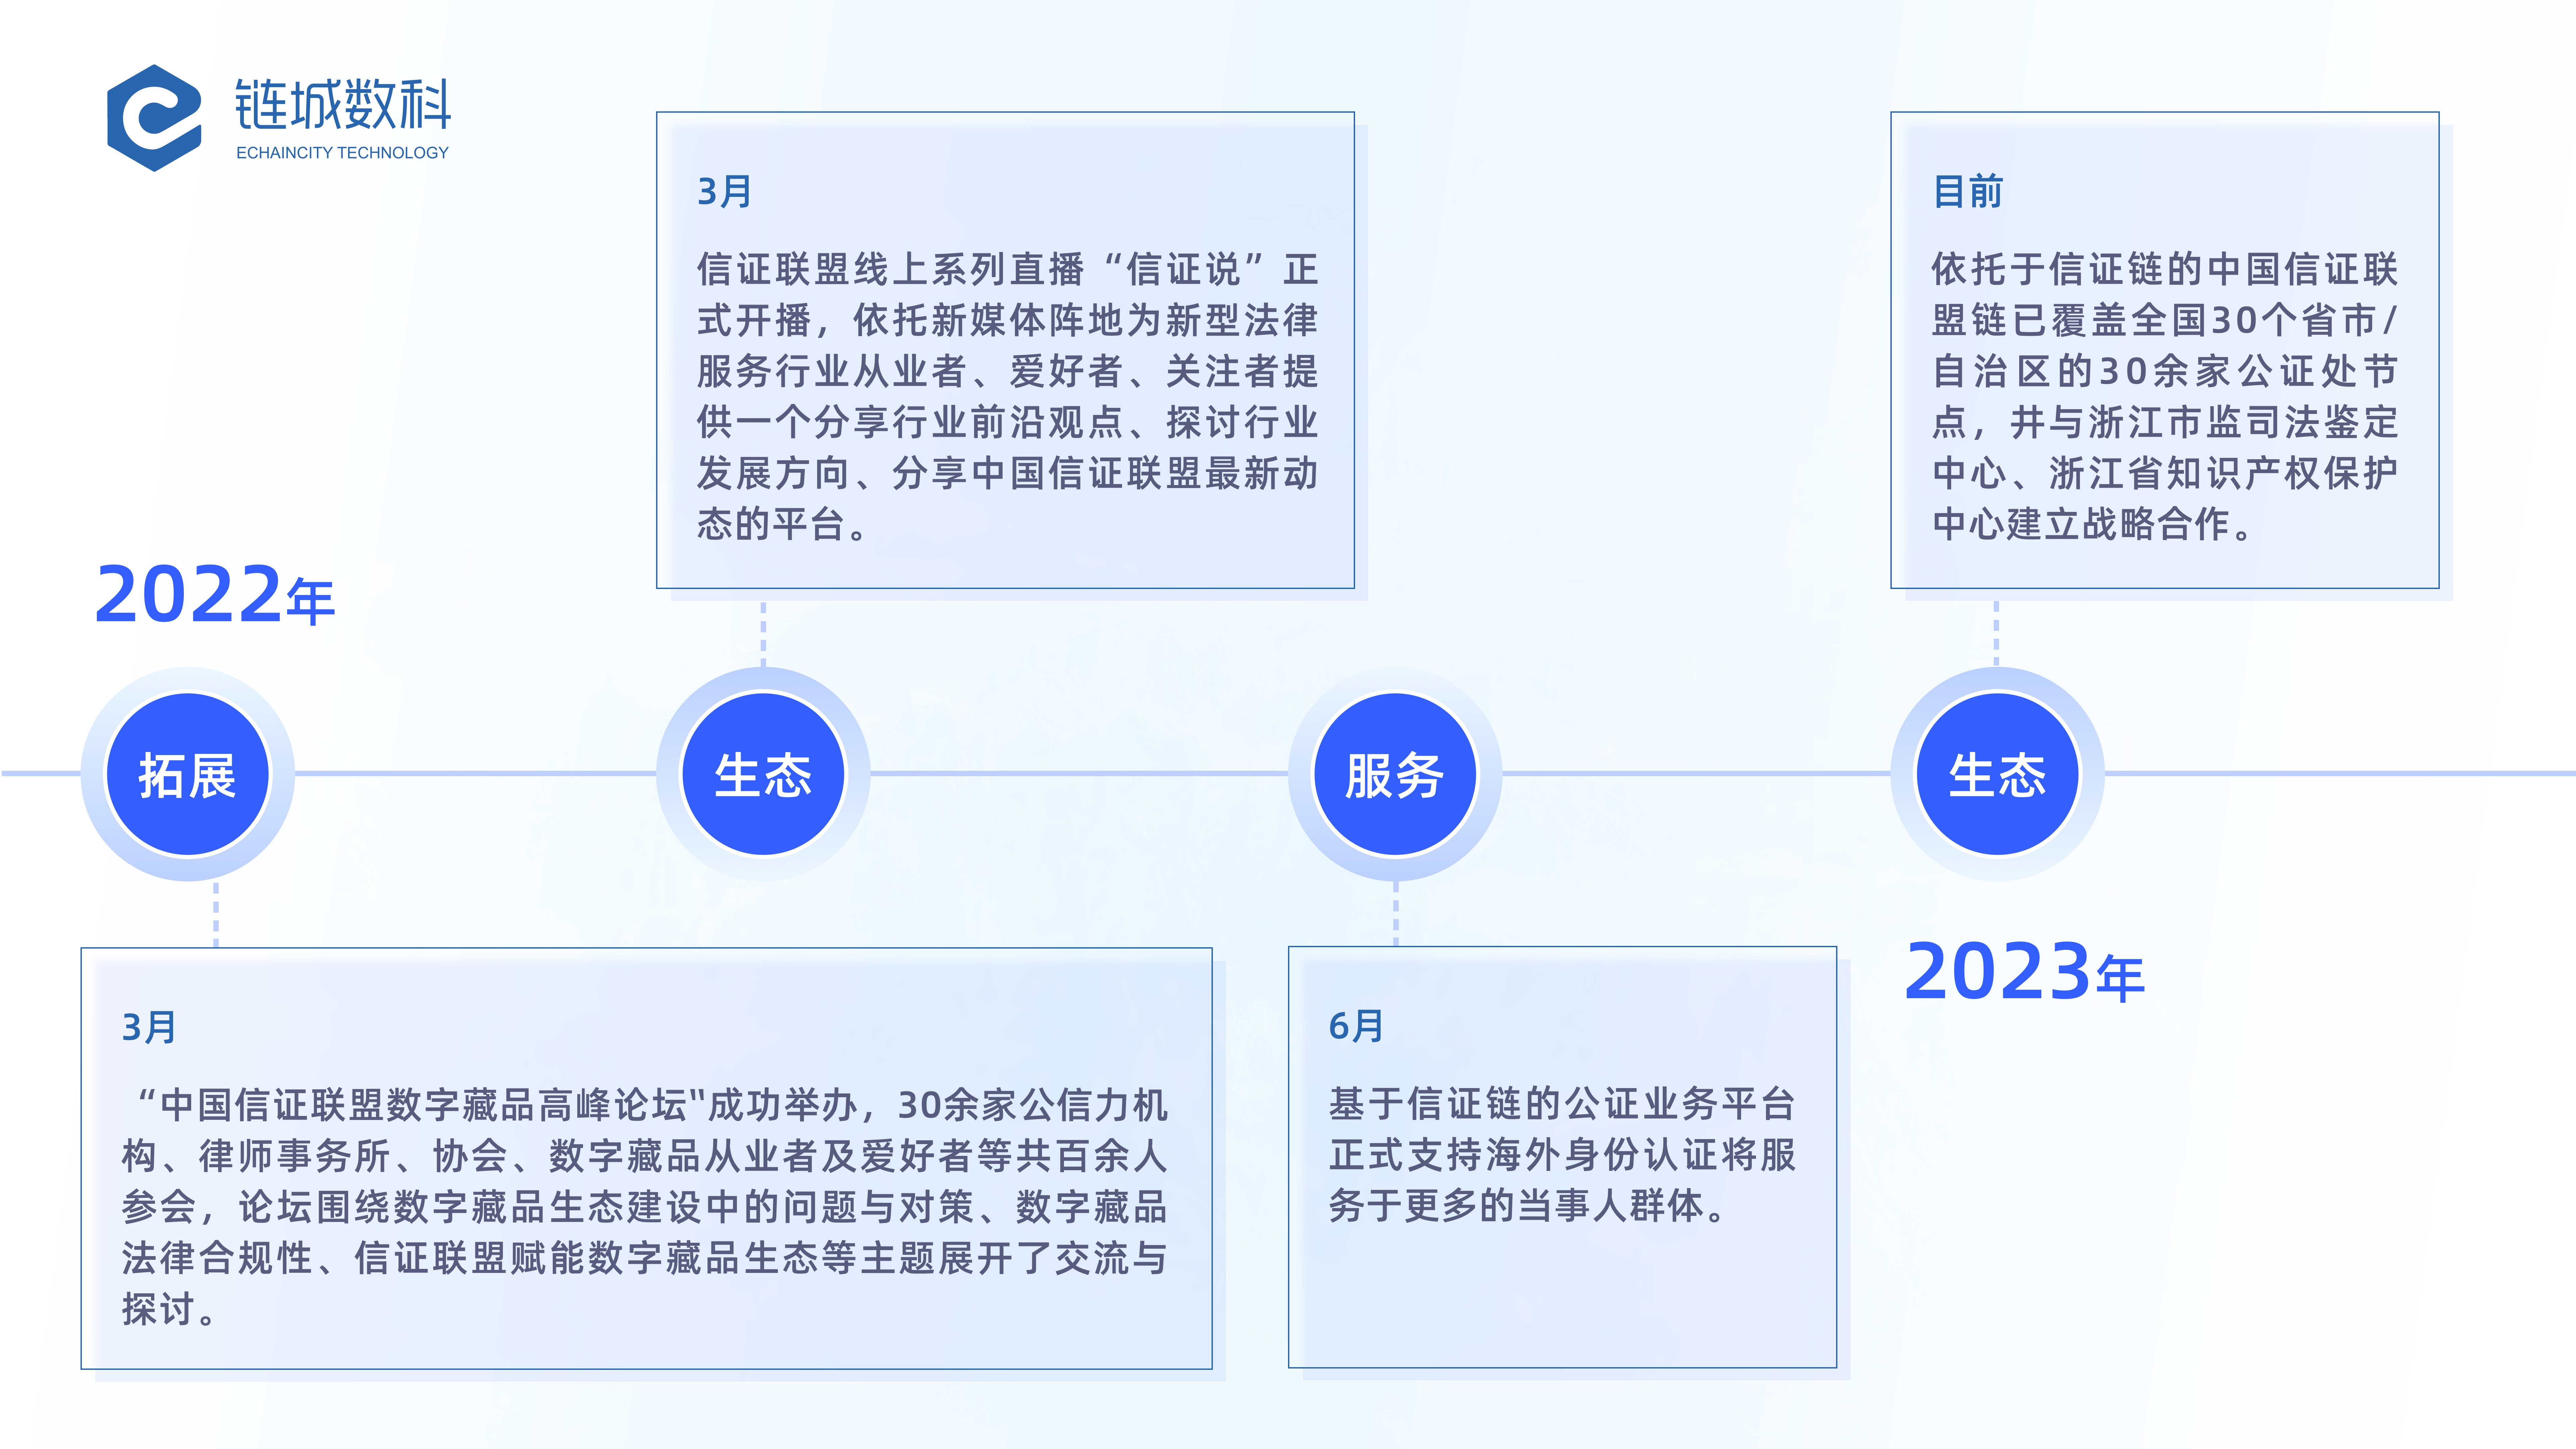 链城数科
ECHAINCITY TECHNOLOGY
3月
信证联盟线上系列直播“信证说”正
式开播，依托新媒体阵地为新型法律
服务行业从业者、爱好者、关注者提
供一个分享行业前沿观点、探讨行业
发展方向、分享中国信证联盟最新动
态的平台。
目前
依托于信证链的中国信证联
盟链已覆盖全国30个省市/
自治区的30余家公证处节
点，井与浙江市监司法鉴定
中心、浙江省知识产权保护
中心建立战略合作。
2022年
拓展
生态
服务
生态
2023年
3月
“中国信证联盟数字藏品高峰论坛"成功举办，30余家公信力机
构、律师事务所、协会、数字藏品从业者及爱好者等共百余人
参会，论坛围绕数字藏品生态建设中的问题与对策、数字藏品
法律合规性、信证联盟赋能数字藏品生态等主题展开了交流与
探讨。
6月
基于信证链的公证业务平台
正式支持海外身份认证将服
务于更多的当事人群体。